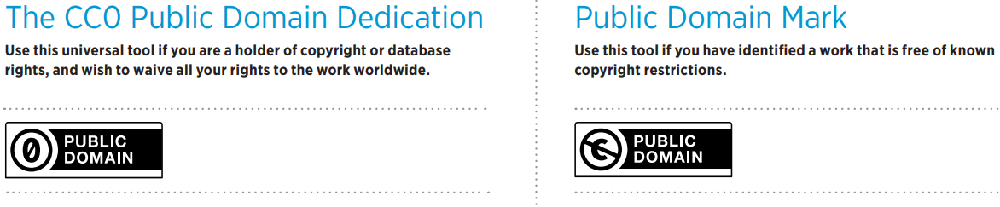 The CC0 Public Domain Dedication
Use this universal tool if you are a holder of copyright or database
rights, and wish to waive all your rights to the work worldwide.
0 PUBLIC
DOMAIN
Public Domain Mark
Use this tool if you have identified a work that is free of known
copyright restrictions.
C PUBLIC
DOMAIN